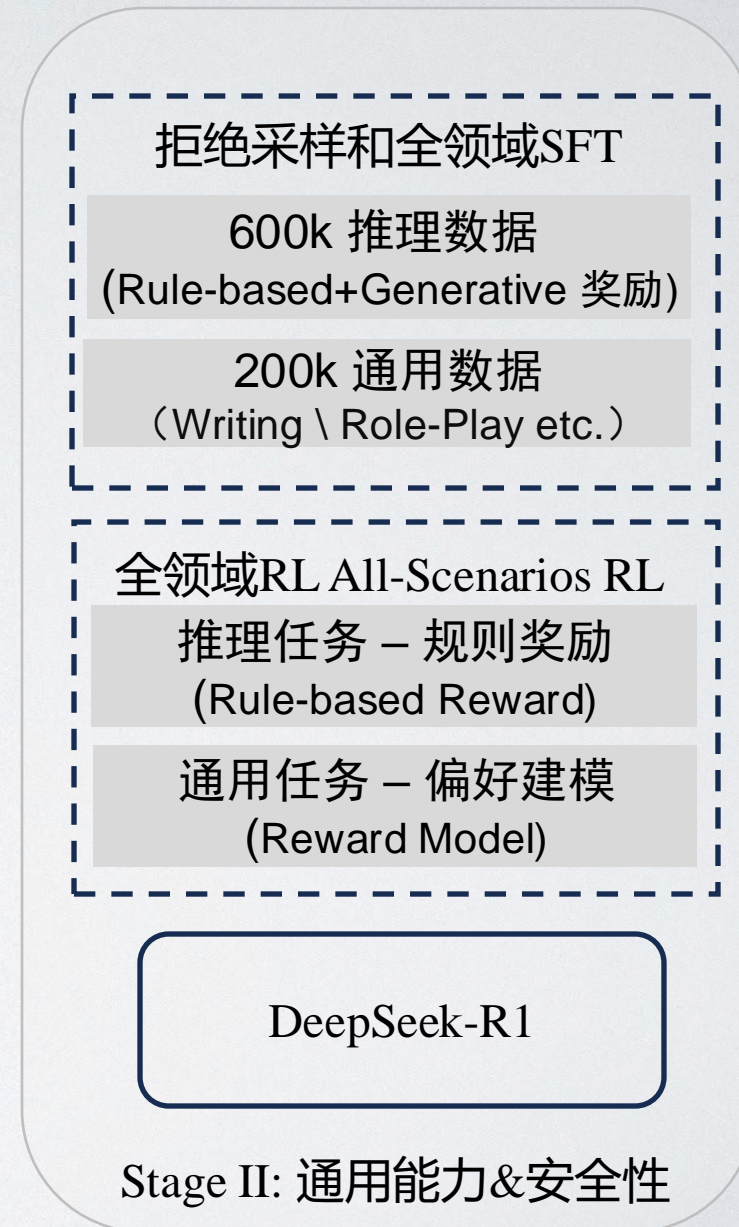 拒绝采样和全领域SFT
600k 推理数据
(Rule-based+Generative 奖励)
200k 通用数据
（Writing \ Role-Play etc.）
全领域RL All-Scenarios RL
推理任务 – 规则奖励
(Rule-based Reward)
通用任务 – 偏好建模
(Reward Model)
DeepSeek-R1
Stage II: 通用能力&安全性